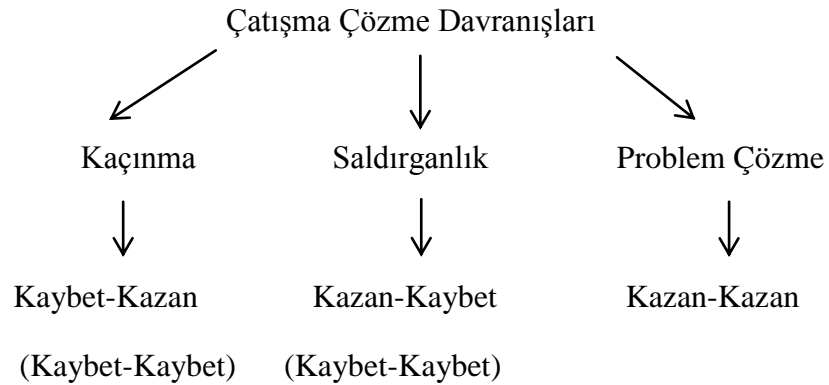 Çatışma Çözme Davranışları
Kaçınma Saldırganlık Problem Çözme
Kaybet-Kazan Kazan-Kaybet Kazan-Kazan
(Kaybet-Kaybet) (Kaybet-Kaybet)